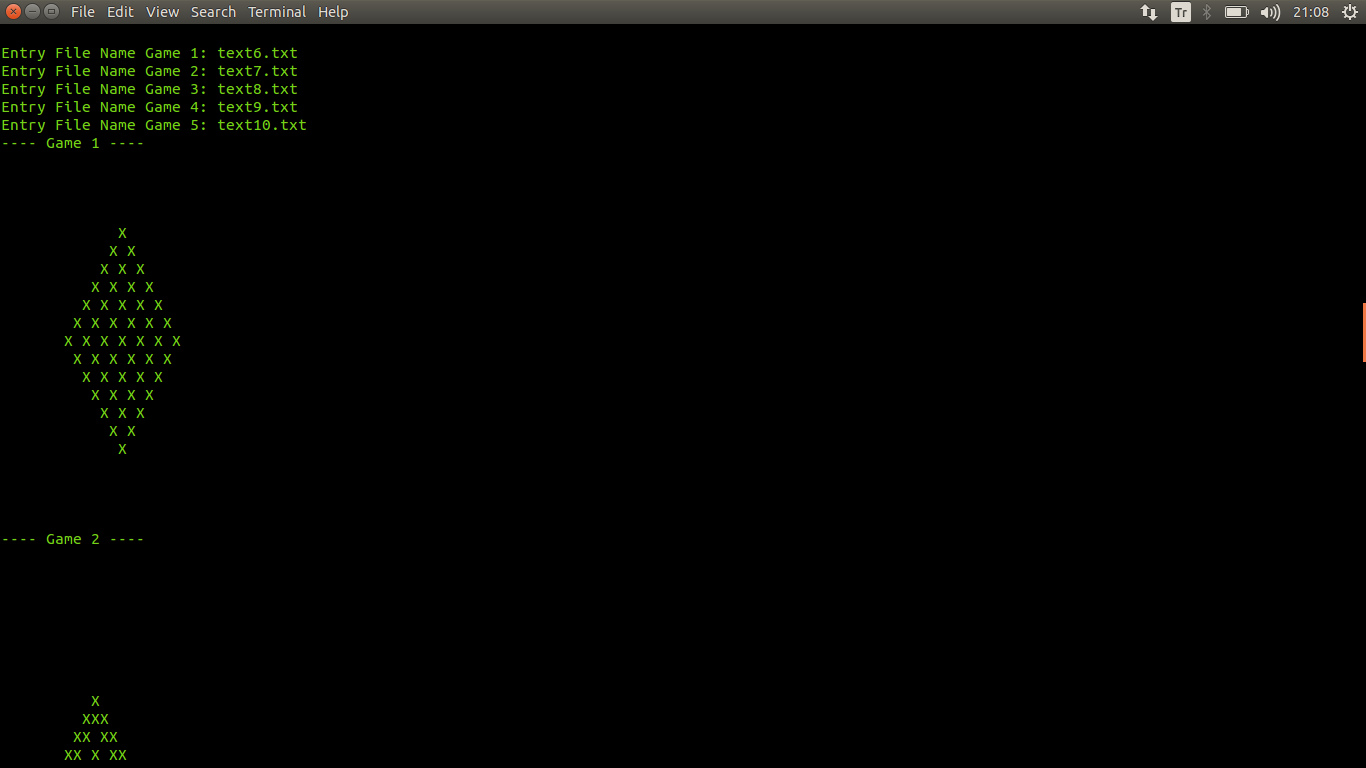 File Edit View Search Terminal Help Tr 21:08
Entry File Name Game 1: text6.txt
Entry File Name Game 2: text7.txt
Entry File Name Game 3: text8.txt
Entry File Name Game 4: text9.txt
Entry File Name Game 5: text10.txt
---- Game 1 ----
             X
            X X
           X X X
          X X X X
         X X X X X
        X X X X X X
       X X X X X X X
        X X X X X X
         X X X X X
          X X X X
           X X X
            X X
             X
---- Game 2 ----
          X
         XXX
        XX XX
       XX X XX